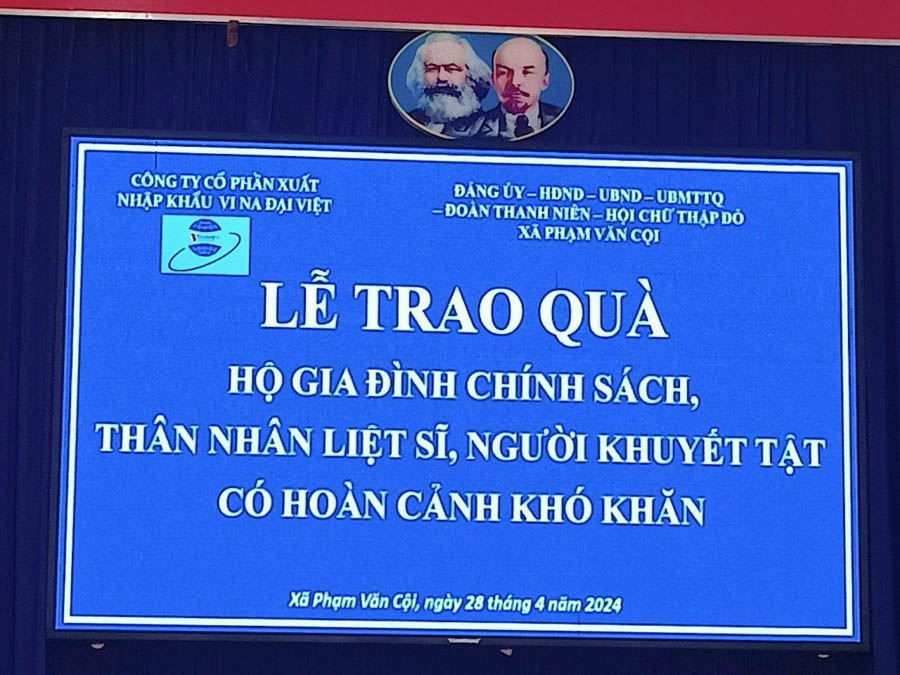 CÔNG TY CỔ PHẦN XUẤT
NHẬP KHẨU VI NA ĐẠI VIỆT
ĐẢNG ỦY – HĐND – UBND – UBMTTQ
– ĐOÀN THANH NIÊN – HỘI CHỮ THẬP ĐỎ
XÃ PHẠM VĂN CỘI
LỄ TRAO QUÀ
HỘ GIA ĐÌNH CHÍNH SÁCH,
THÂN NHÂN LIỆT SĨ, NGƯỜI KHUYẾT TẬT
CÓ HOÀN CẢNH KHÓ KHĂN
Xã Phạm Văn Cội, ngày 28 tháng 4 năm 2024